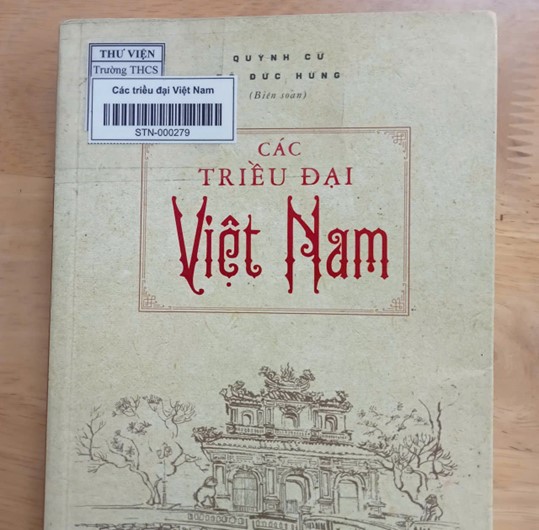 THƯ VIỆN
Trường THCS
Các triều đại Việt Nam
STN-000279
QUỲNH CƯ
ĐỨC HÙNG
(Biên soạn)
CÁC
TRIỀU ĐẠI
Việt Nam